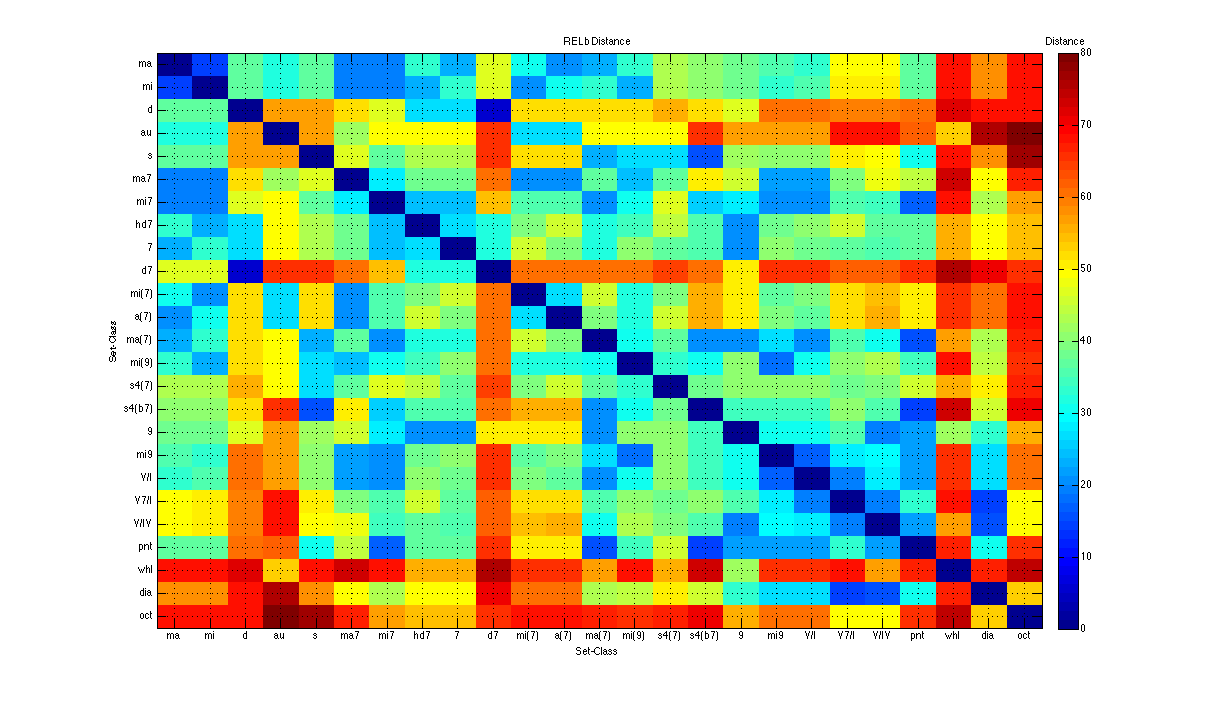 RELb Distance
Distance
ma
mi
d
au
s
ma7
mi7
hd7
7
d7
mi(7)
a(7)
ma(7)
mi(9)
s4(7)
s4(b7)
9
mi9
V/I
V7/I
V/IV
pnt
whl
dia
oct
Set-Class
80
70
60
50
40
30
20
10
0
ma mi d au s ma7 mi7 hd7 7 d7 mi(7) a(7) ma(7) mi(9) s4(7) s4(b7) 9 mi9 V/I V7/I V/IV pnt whl dia oct
Set-Class